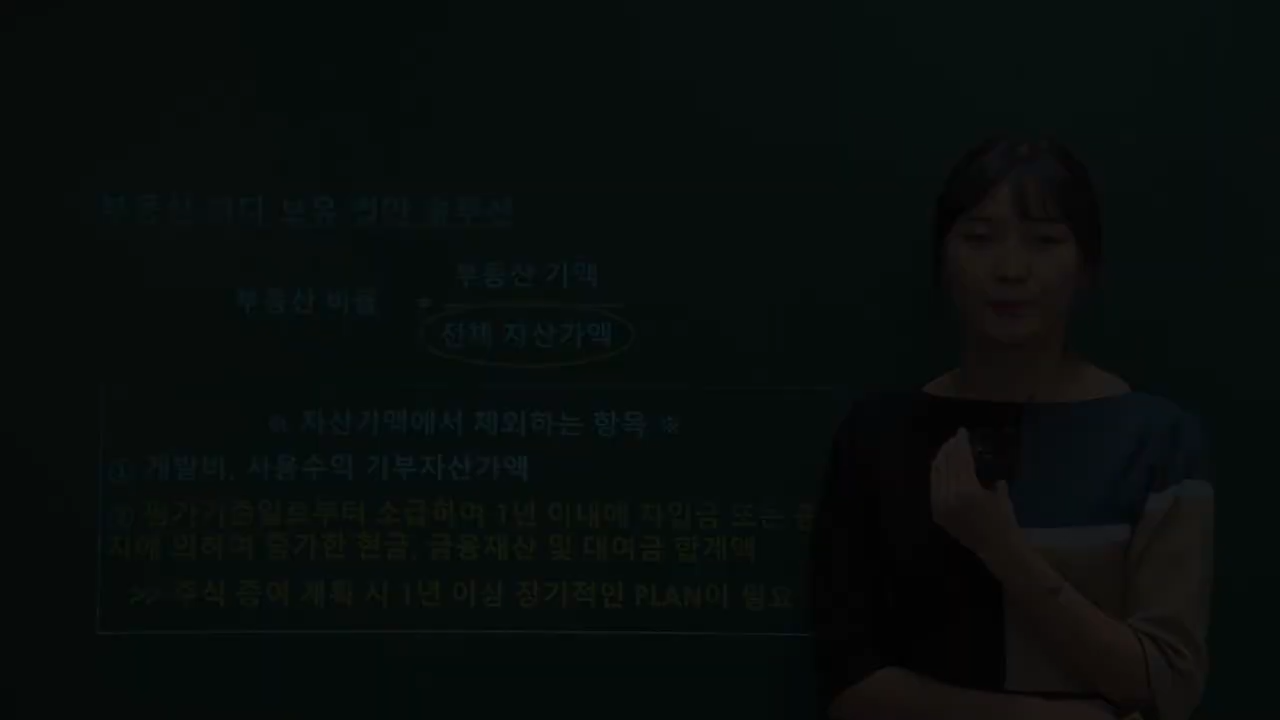 부동산 과다 보유 법인 솔루션
부동산 비율 = 부동산 가액
전체 자산가액
※ 자산가액에서 제외하는 항목 ※
① 개발비, 사용수익 기부자산가액
② 평가기준일로부터 소급하여 1년 이내에 차입금 또는
자에 의하여 증가한 현금, 금융재산 및 대여금 합계액
>> 주식 증여 계획 시 1년 이상 장기적인 PLAN이 필요